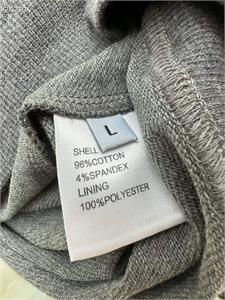 L
SHELL
96%COTTON
4%SPANDEX
LINING
100%POLYESTER